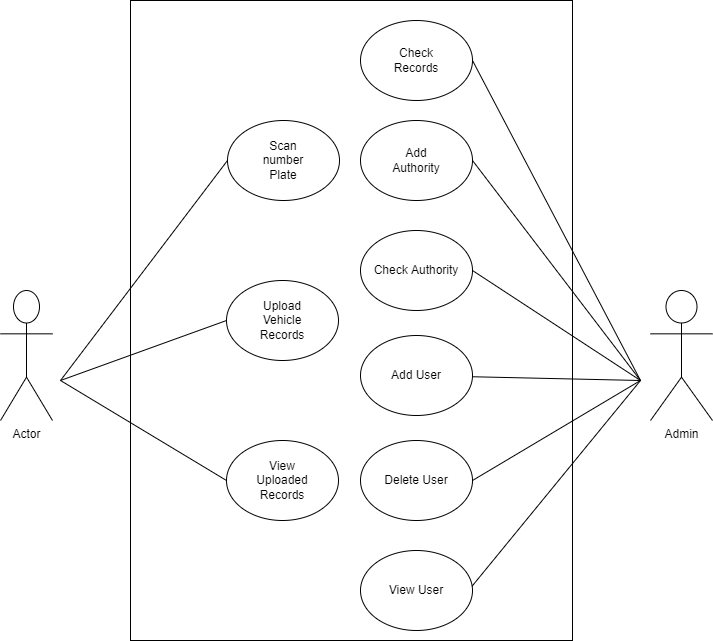 Check
Records
Scan
number
Plate
Add
Authority
Check Authority
Upload
Vehicle
Records
Add User
Actor
Admin
View
Uploaded
Records
Delete User
View User